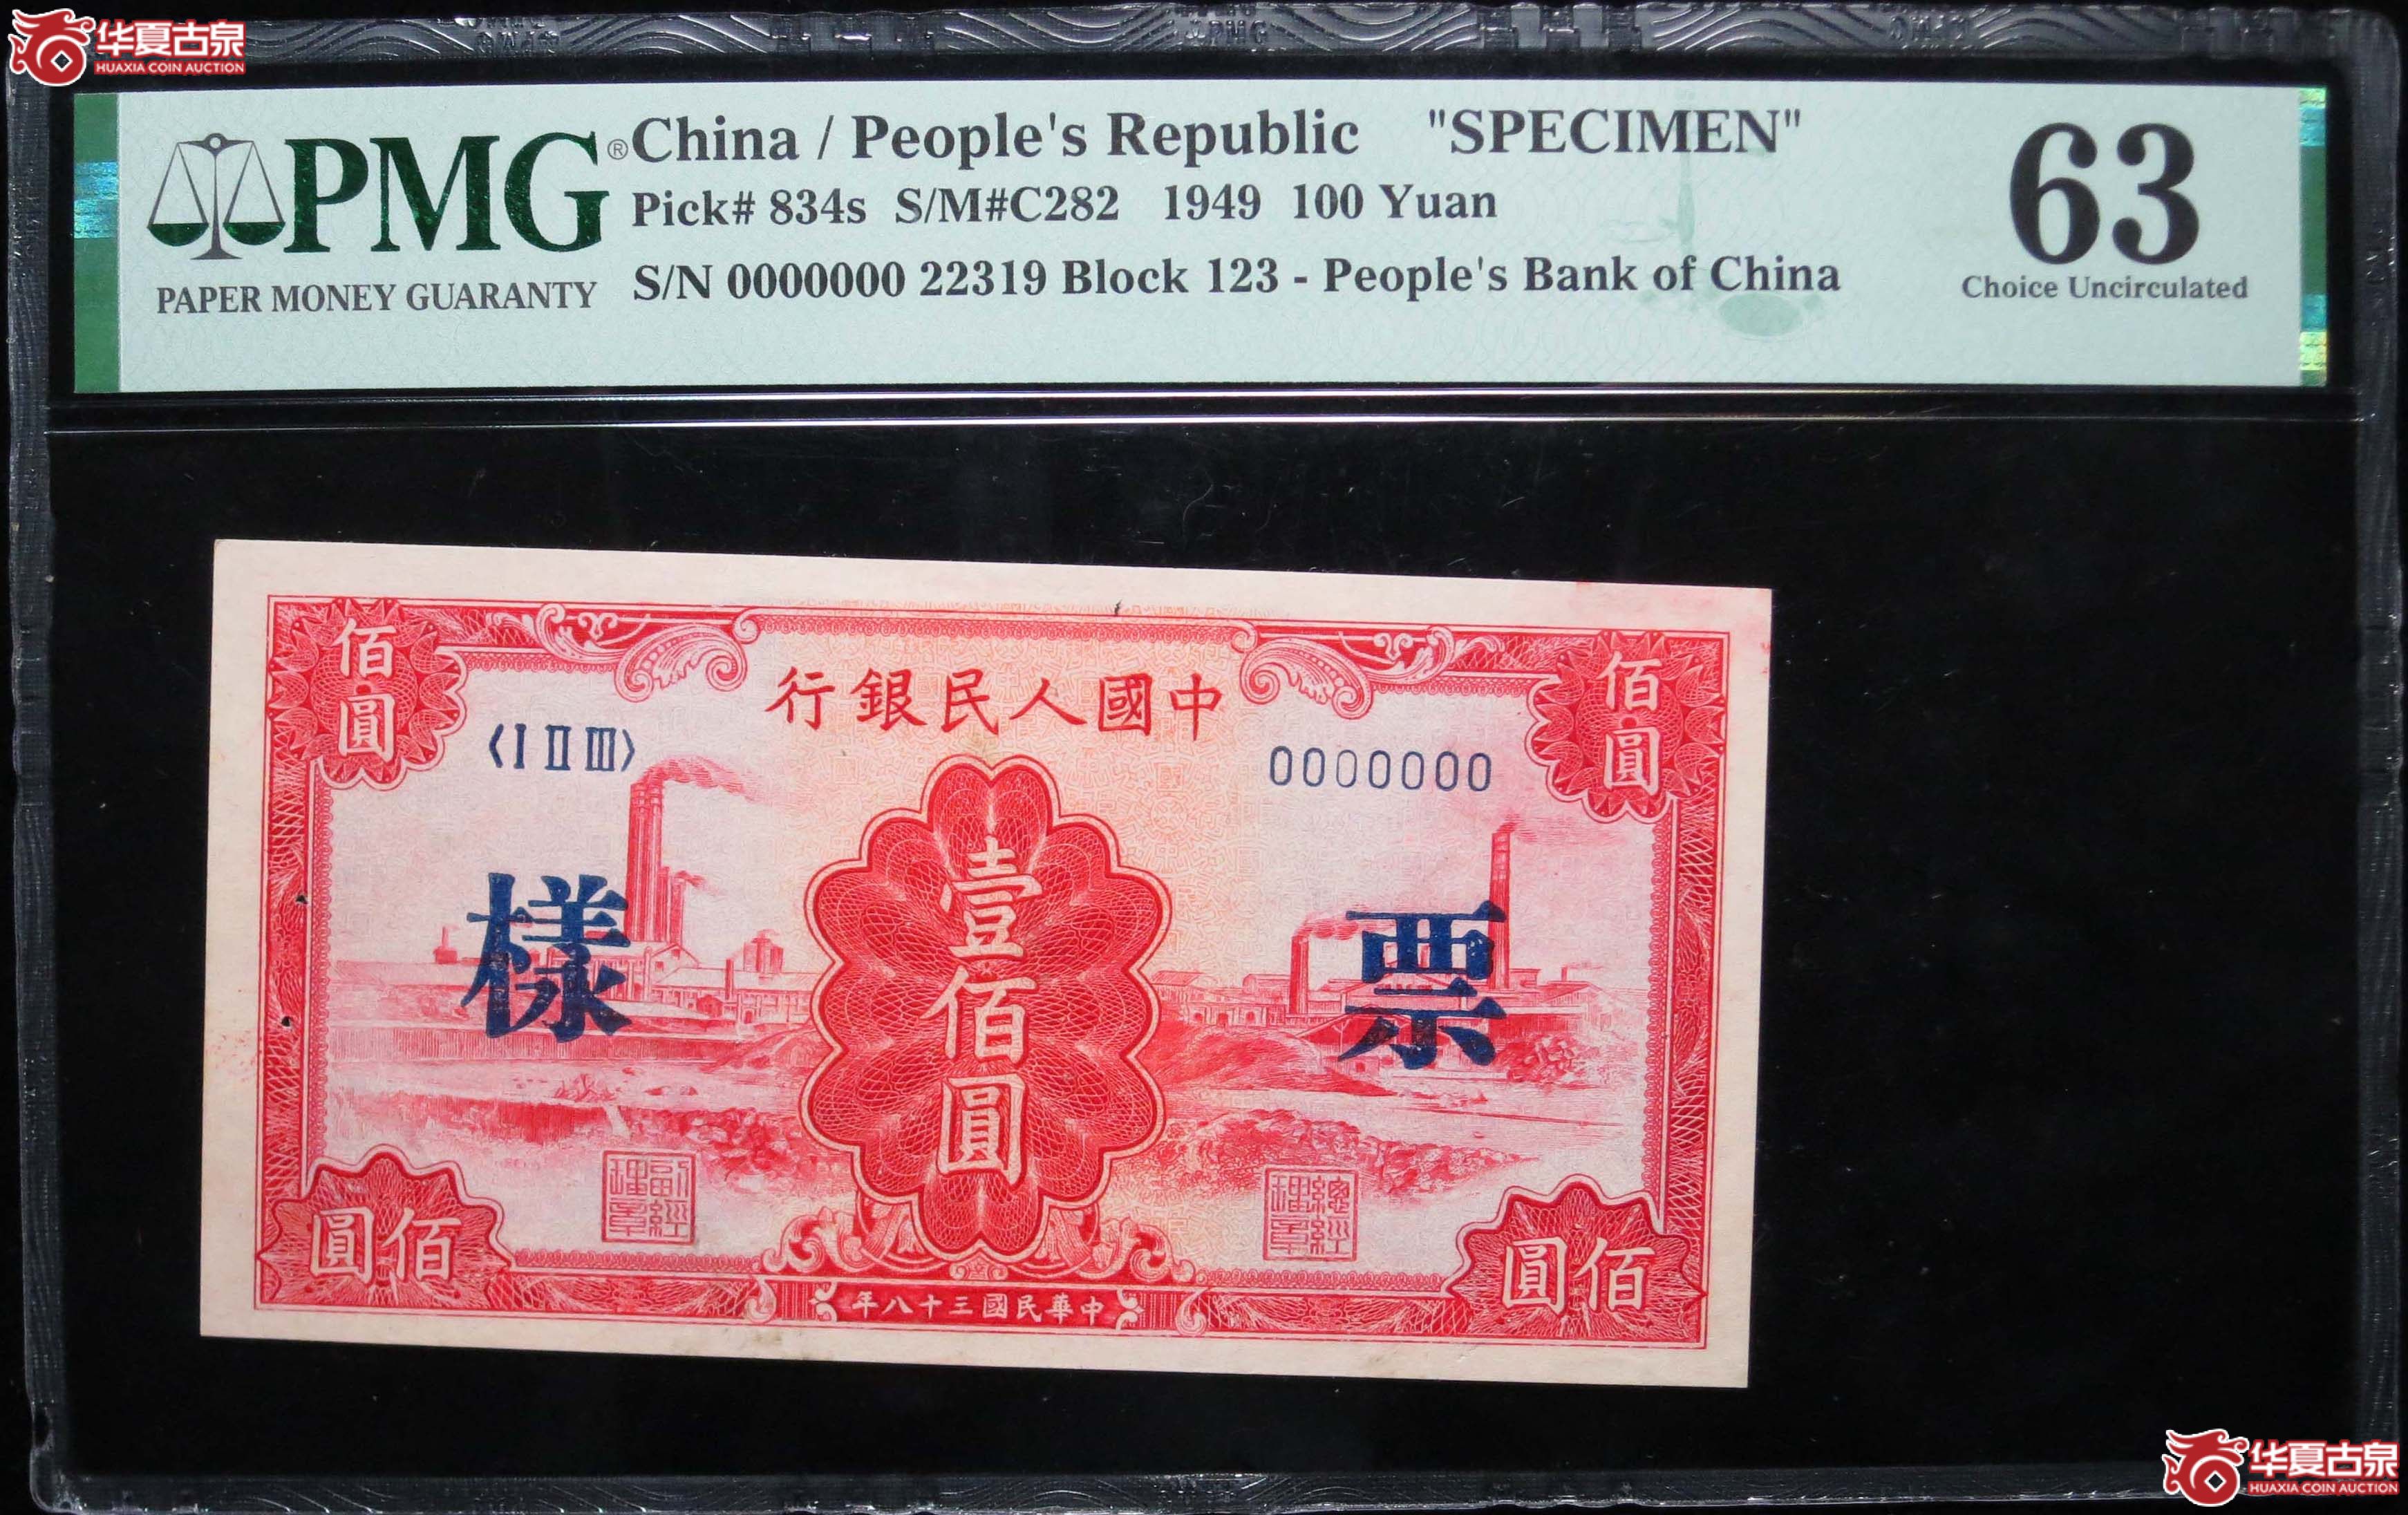 华夏古泉
HUAXIA COIN AUCTION
PMG®
PAPER MONEY GUARANTY
China / People's Republic "SPECIMEN"
Pick# 834s S/M#C282 1949 100 Yuan
S/N 0000000 22319 Block 123 - People's Bank of China
63
Choice Uncirculated
佰圓
佰圓
行銀民人國中
〈I II III〉
0000000
壹佰圓
樣
票
副經理章
總經理章
圓佰
圓佰
年八十三國民華中
华夏古泉
HUAXIA COIN AUCTION